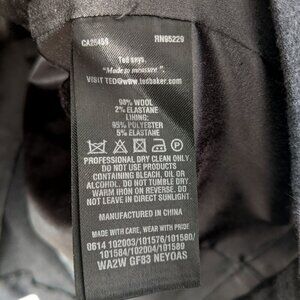 CA25456 RN95229
Ted says,
"Made to measure".
VISIT TED@www.tedbaker.com
98% WOOL
2% ELASTANE
LINING:
95% POLYESTER
5% ELASTANE
PROFESSIONAL DRY CLEAN ONLY.
DO NOT USE PRODUCTS
CONTAINING BLEACH, OIL OR
ALCOHOL. DO NOT TUMBLE DRY.
WARM IRON ON REVERSE. DO
NOT LEAVE IN DIRECT SUNLIGHT.
MANUFACTURED IN CHINA
MADE WITH CARE, WEAR WITH PRIDE
0614 102003/101576/101580/
101584/102004/101589
WA2W GF83 NEYOAS